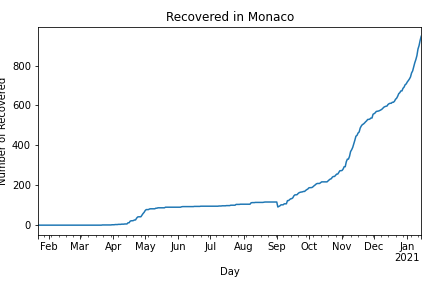 Recovered in Monaco
Number of Recovered
800
600
400
200
0
Feb Mar Apr May Jun Jul Aug Sep Oct Nov Dec Jan
2021
Day